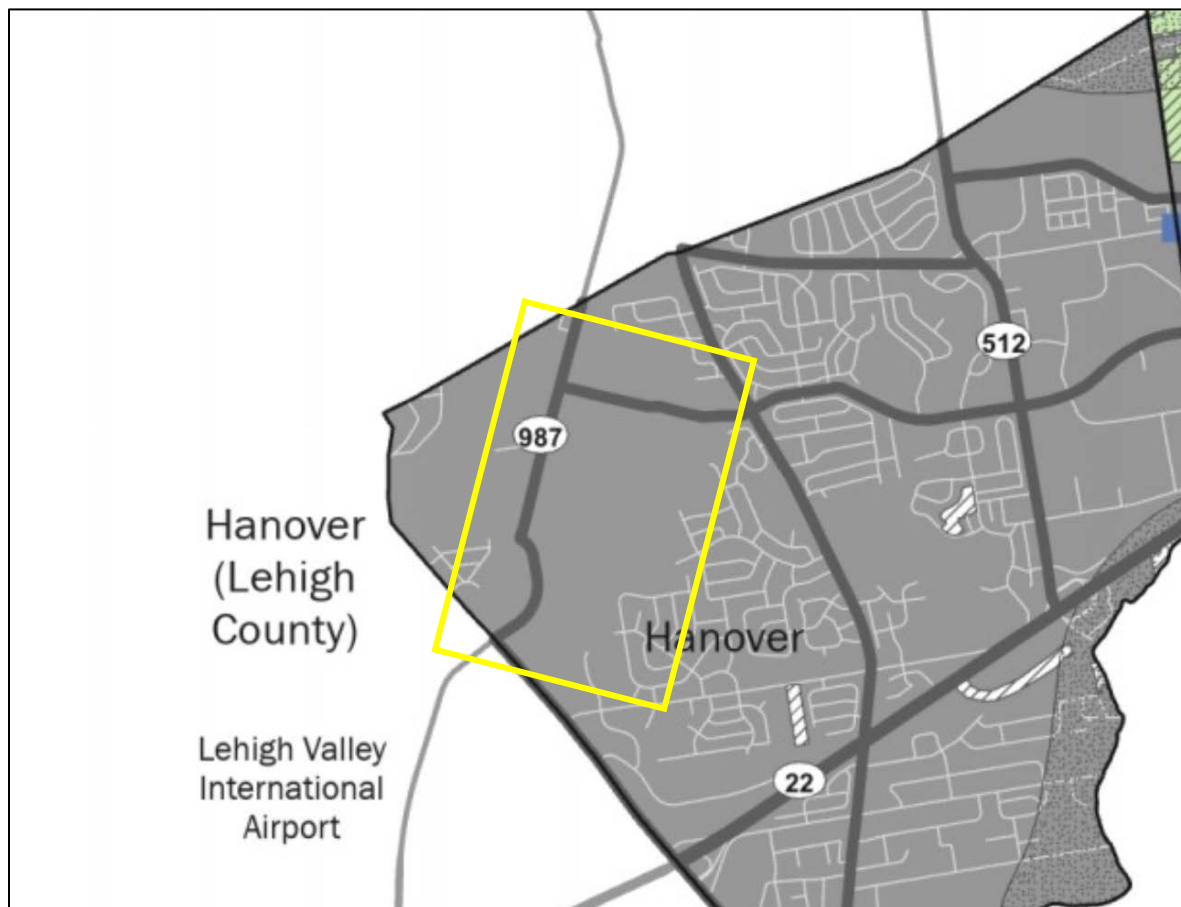 512
987
Hanover
(Lehigh
County)
Hanover
Lehigh Valley
International
Airport
22